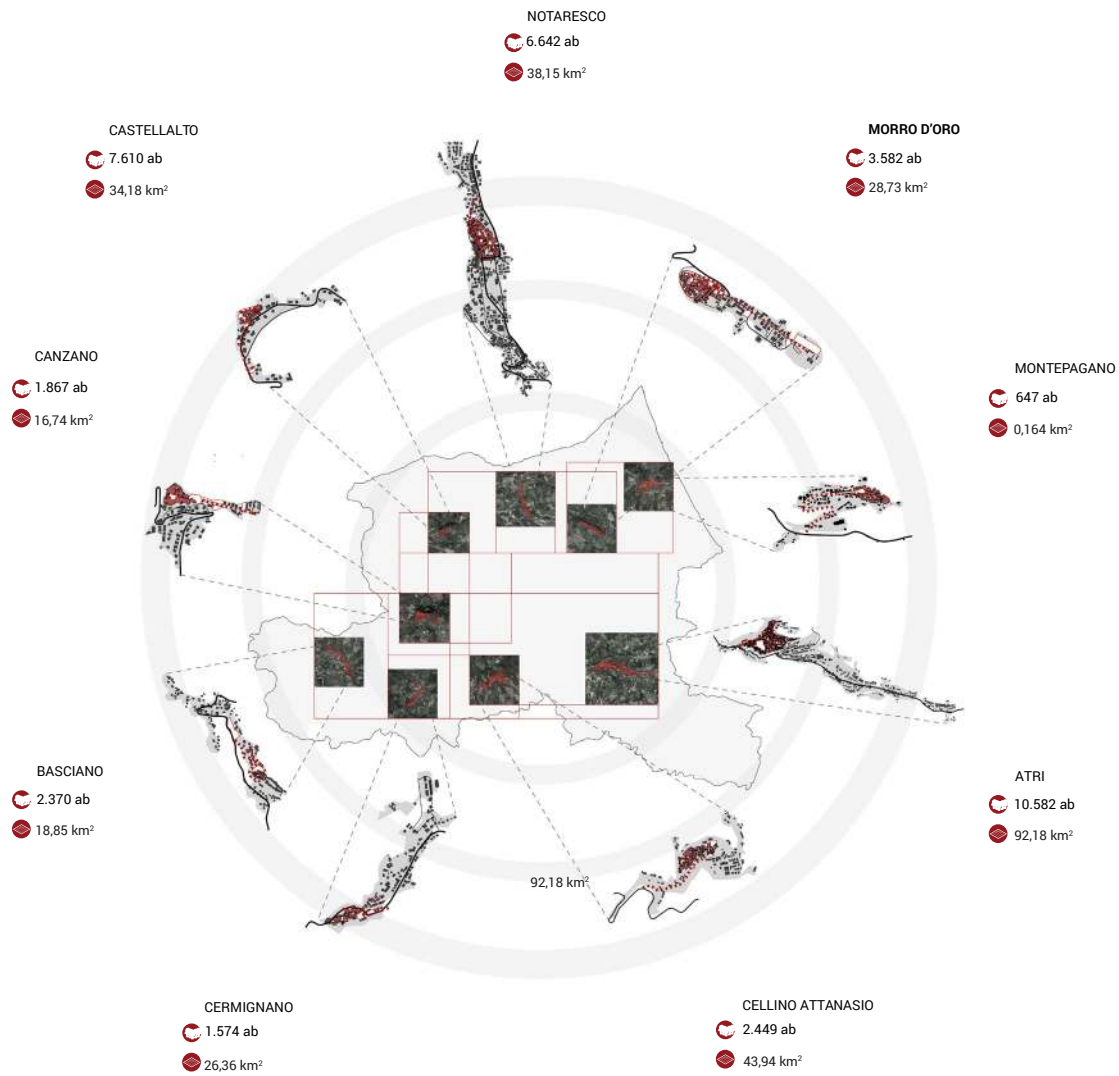 NOTARESCO
6.642 ab
38,15 km²
CASTELLALTO
7.610 ab
34,18 km²
MORRO D'ORO
3.582 ab
28,73 km²
CANZANO
1.867 ab
16,74 km²
MONTEPAGANO
647 ab
0,164 km²
BASCIANO
2.370 ab
18,85 km²
ATRI
10.582 ab
92,18 km²
92,18 km²
CERMIGNANO
1.574 ab
26,36 km²
CELLINO ATTANASIO
2.449 ab
43,94 km²